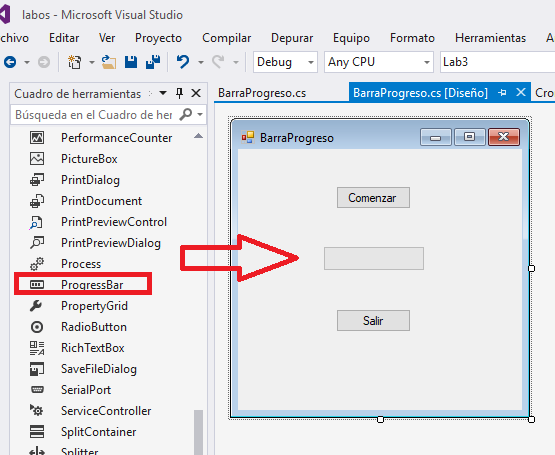 labos - Microsoft Visual Studio
chivo Editar Ver Proyecto Compilar Depurar Equipo Formato Herramientas A
Debug Any CPU Lab3
Cuadro de herramientas
Búsqueda en el Cuadro de her
PerformanceCounter
PictureBox
PrintDialog
PrintDocument
PrintPreviewControl
PrintPreviewDialog
Process
ProgressBar
PropertyGrid
RadioButton
RichTextBox
SaveFileDialog
SerialPort
ServiceController
SplitContainer
Splitter
BarraProgreso.cs BarraProgreso.cs [Diseño] Cro
BarraProgreso
Comenzar
Salir